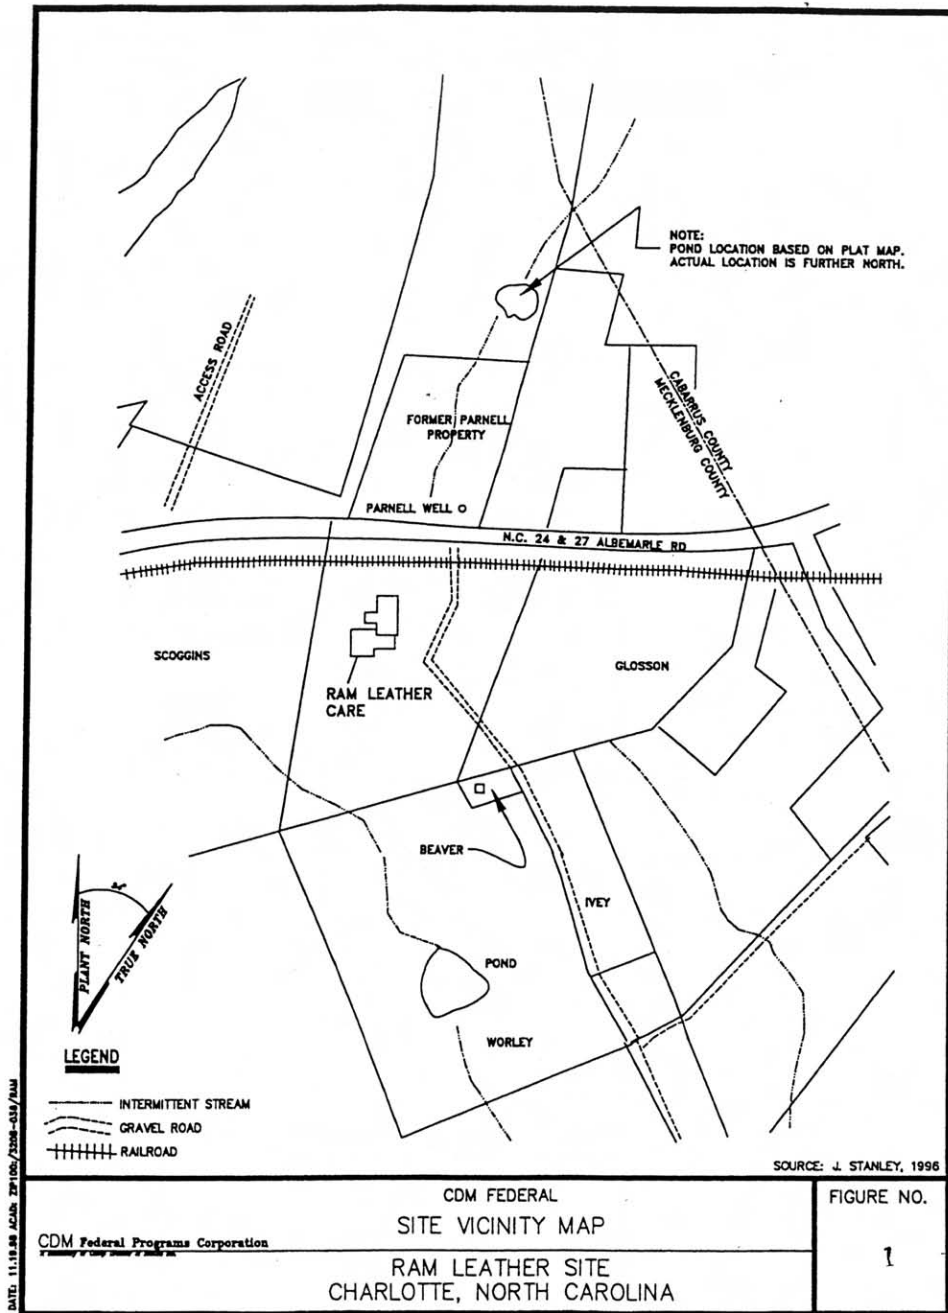 NOTE:
POND LOCATION BASED ON PLAT MAP.
ACTUAL LOCATION IS FURTHER NORTH.
ACCESS ROAD
CABARRUS COUNTY
MECKLENBURG COUNTY
FORMER PARNELL
PROPERTY
PARNELL WELL
N.C. 24 & 27 ALBEMARLE RD
SCOGGINS
GLOSSON
RAM LEATHER
CARE
BEAVER
IVEY
PLANT NORTH
TRUE NORTH
POND
WORLEY
LEGEND
INTERMITTENT STREAM
GRAVEL ROAD
RAILROAD
SOURCE: J. STANLEY, 1996
CDM FEDERAL
SITE VICINITY MAP
FIGURE NO.
CDM Federal Programs Corporation
RAM LEATHER SITE
CHARLOTTE, NORTH CAROLINA
1